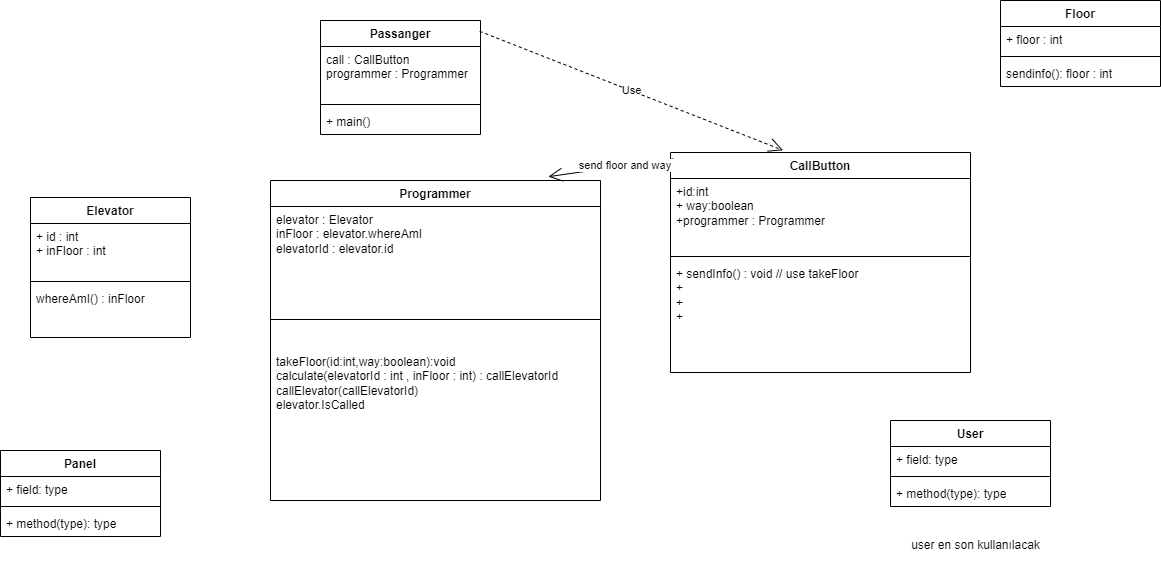 Passanger
call : CallButton
programmer : Programmer
+ main()
Floor
+ floor : int
sendinfo(): floor : int
Use
send floor and way
CallButton
+id:int
+ way:boolean
+programmer : Programmer
+ sendInfo() : void // use takeFloor
+
+
+
Programmer
elevator : Elevator
inFloor : elevator.whereAmI
elevatorId : elevator.id
takeFloor(id:int,way:boolean):void
calculate(elevatorId : int , inFloor : int) : callElevatorId
callElevator(callElevatorId)
elevator.IsCalled
Elevator
+ id : int
+ inFloor : int
whereAmI() : inFloor
Panel
+ field: type
+ method(type): type
User
+ field: type
+ method(type): type
user en son kullanılacak